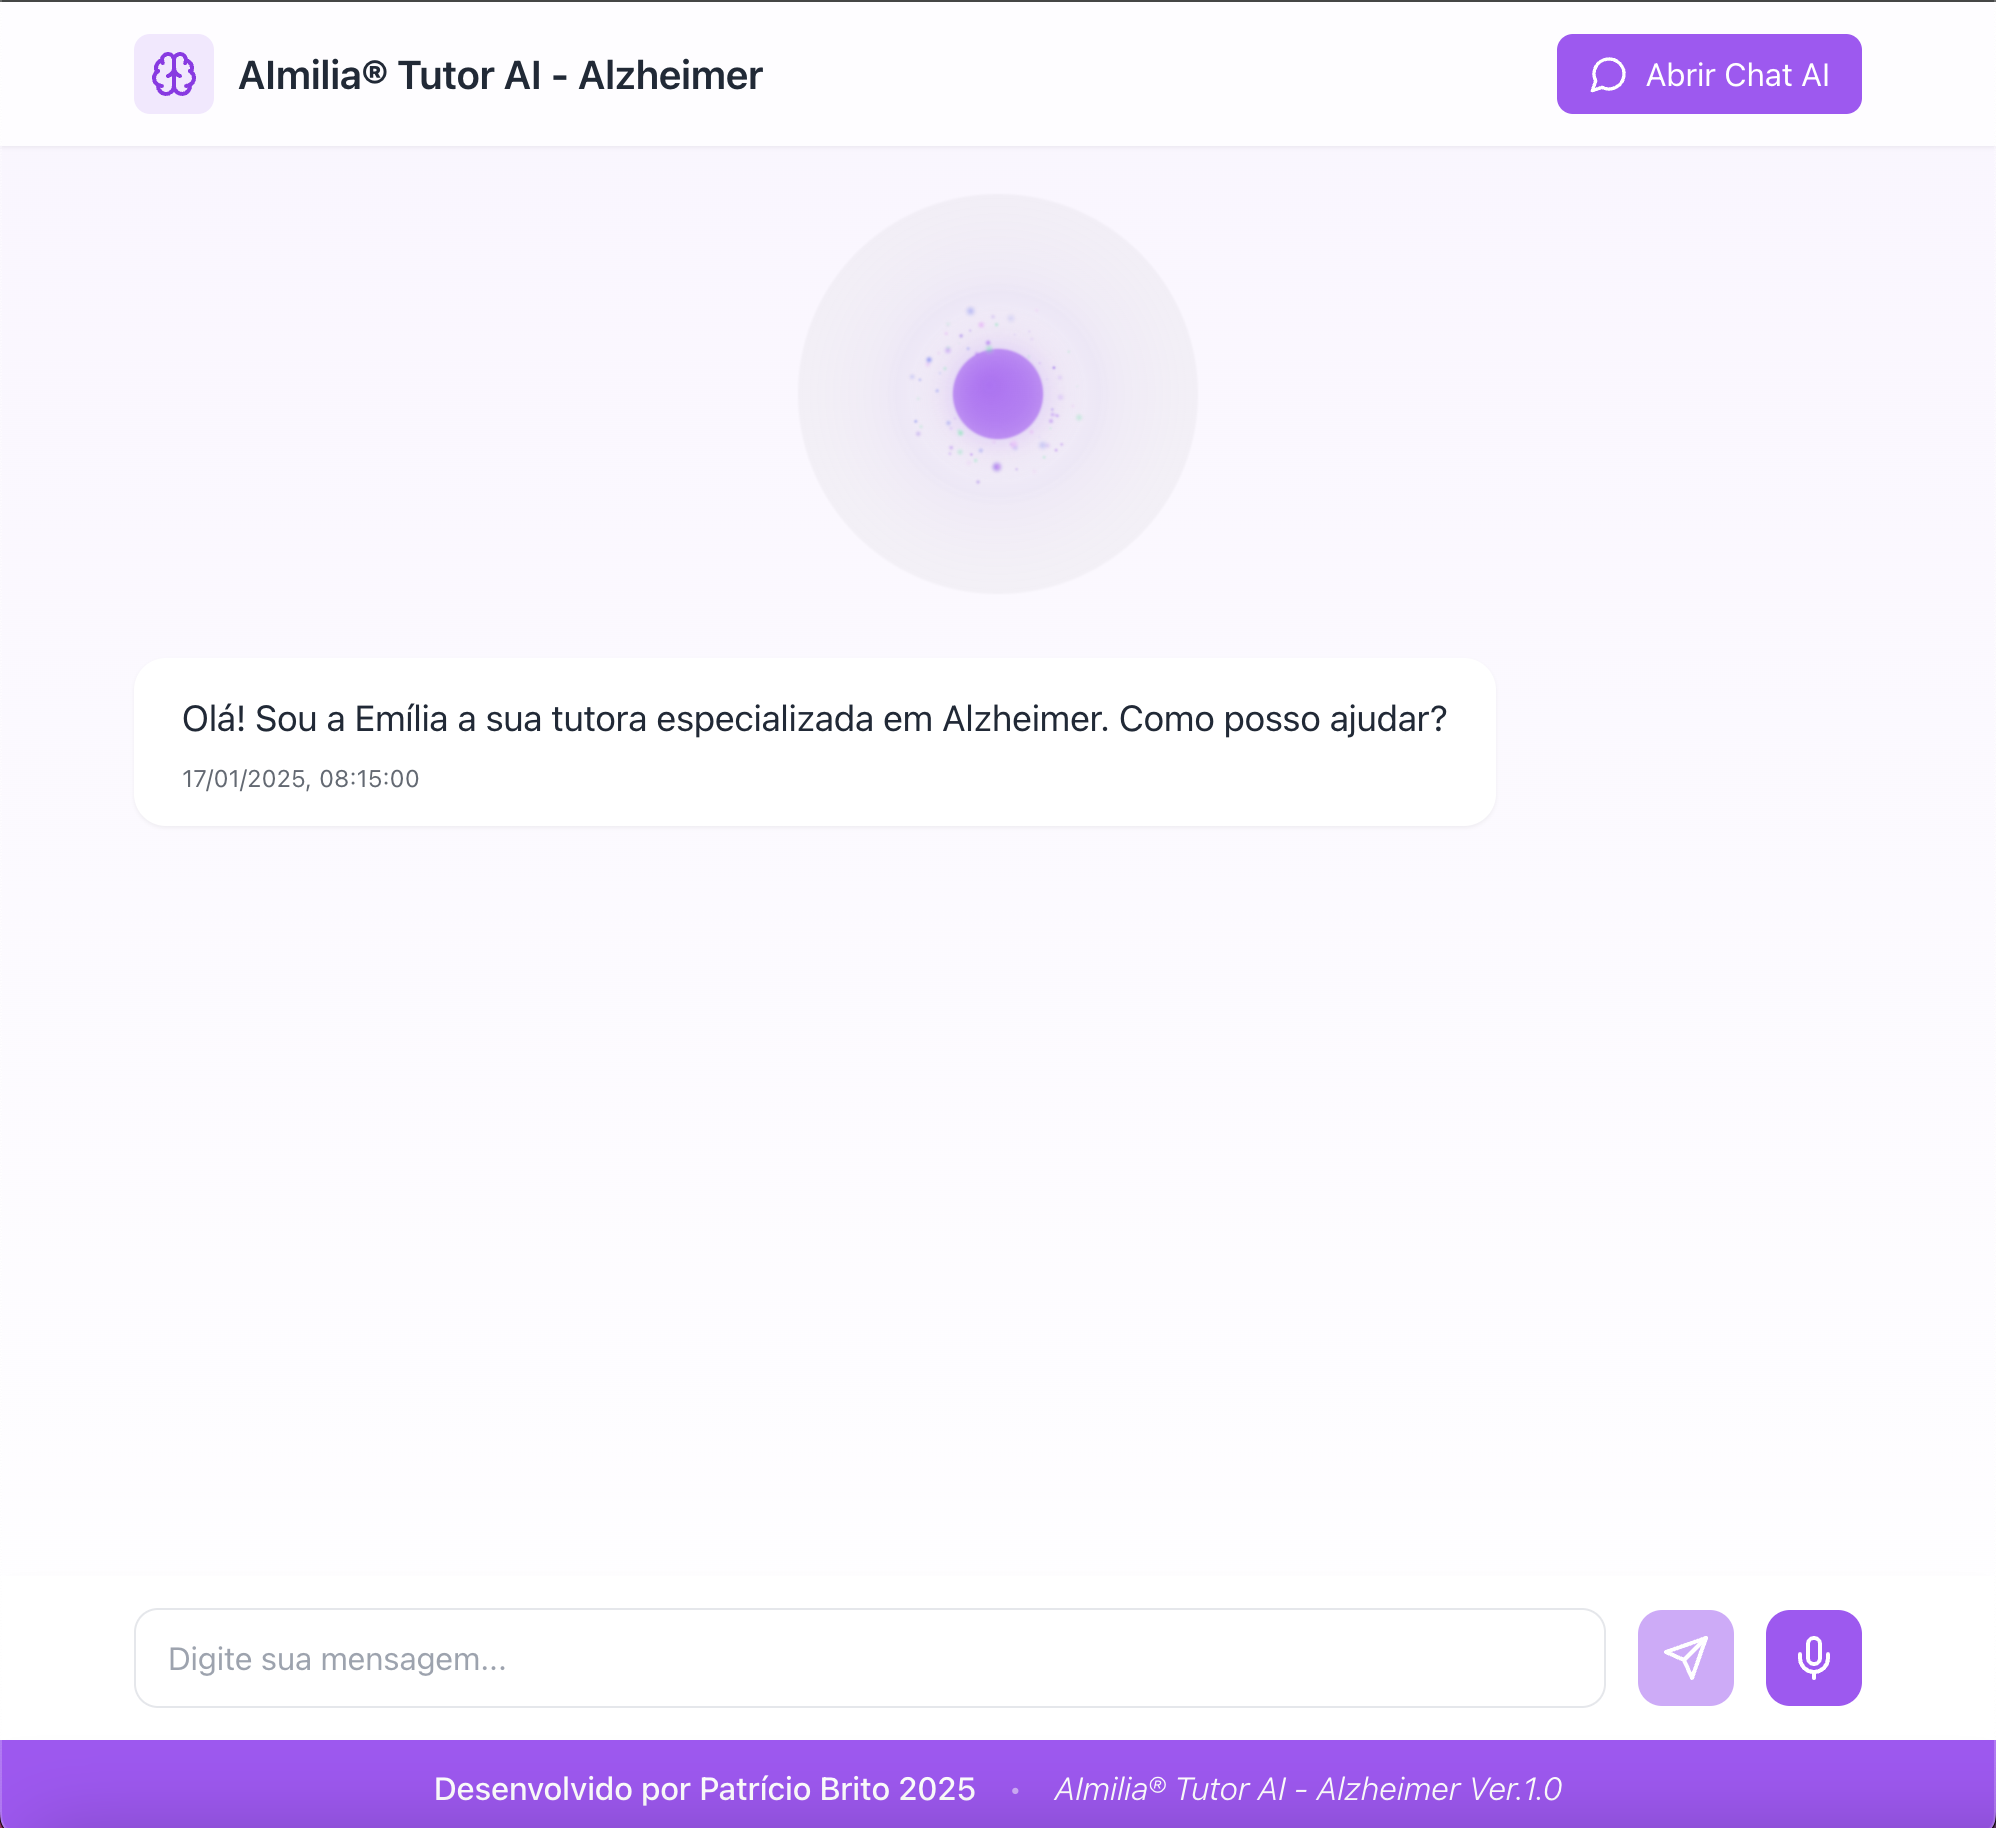 AImilia® Tutor AI - Alzheimer
Abrir Chat AI
Olá! Sou a Emília a sua tutora especializada em Alzheimer. Como posso ajudar?
17/01/2025, 08:15:00
Digite sua mensagem...
Desenvolvido por Patrício Brito 2025 • AImilia® Tutor AI - Alzheimer Ver.1.0